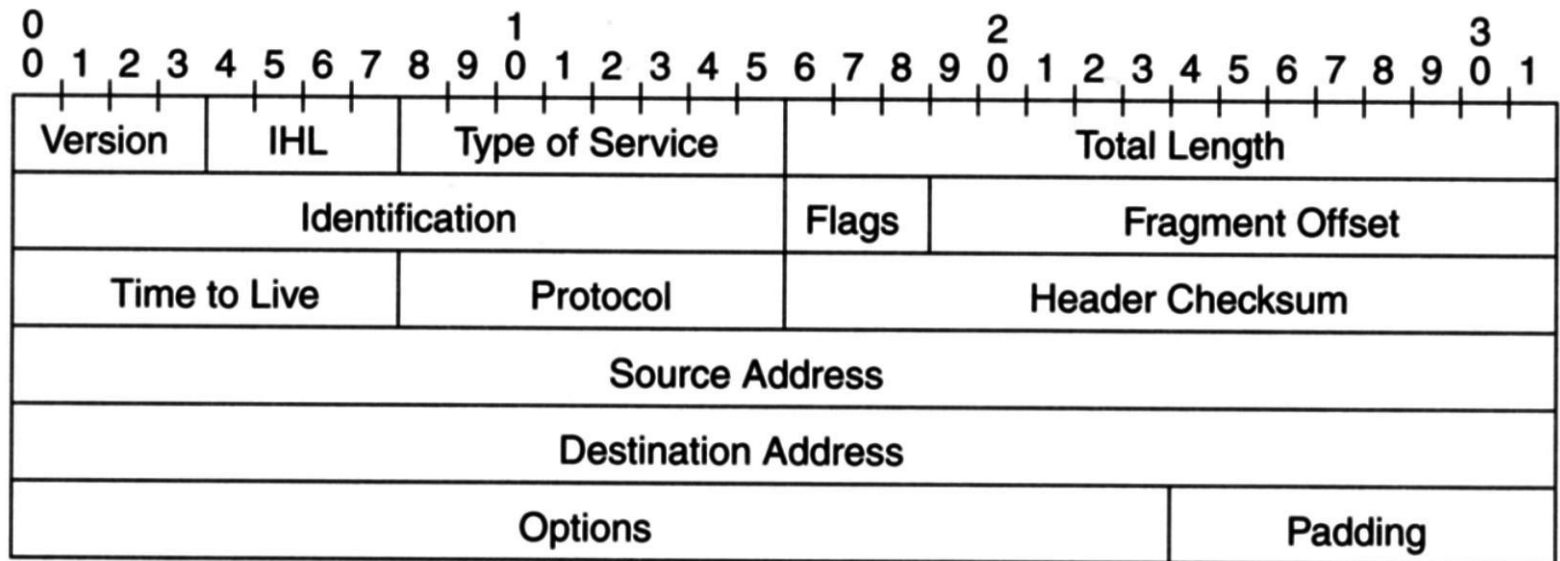 0 1 2 3
0 1 2 3 4 5 6 7 8 9 0 1 2 3 4 5 6 7 8 9 0 1 2 3 4 5 6 7 8 9 0 1
Version IHL Type of Service Total Length
Identification Flags Fragment Offset
Time to Live Protocol Header Checksum
Source Address
Destination Address
Options Padding